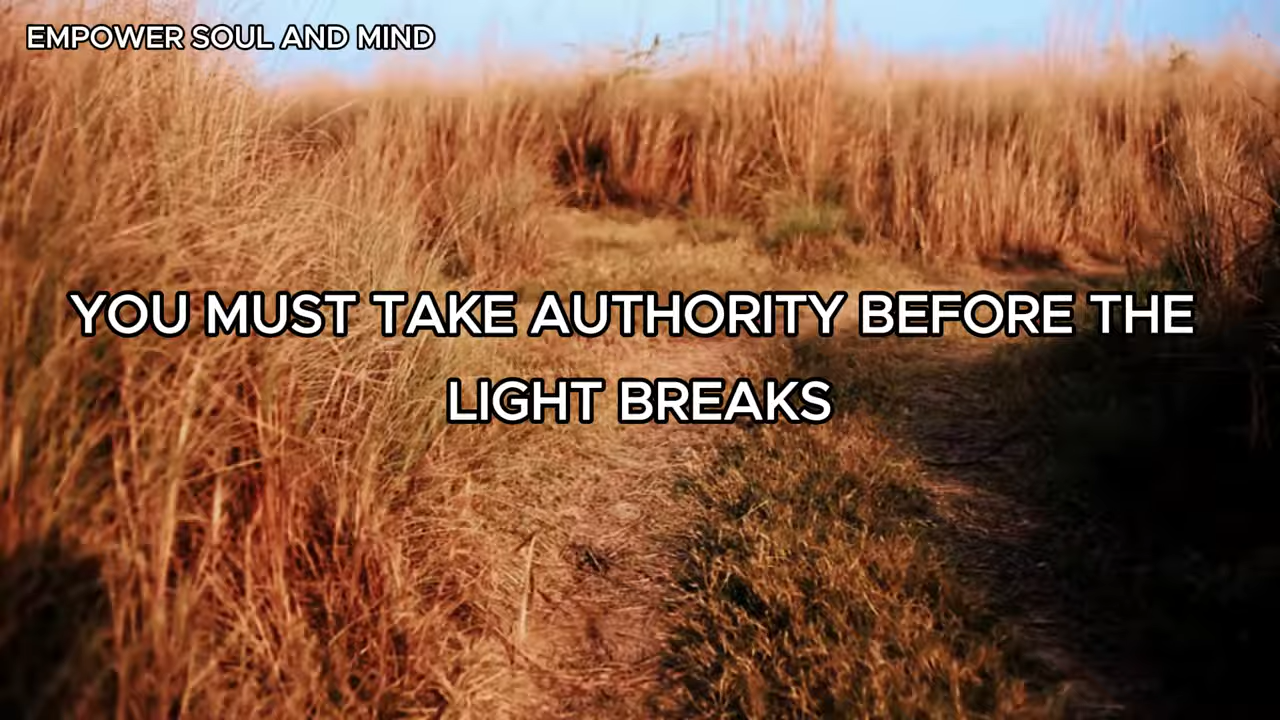 EMPOWER SOUL AND MIND
YOU MUST TAKE AUTHORITY BEFORE THE
LIGHT BREAKS